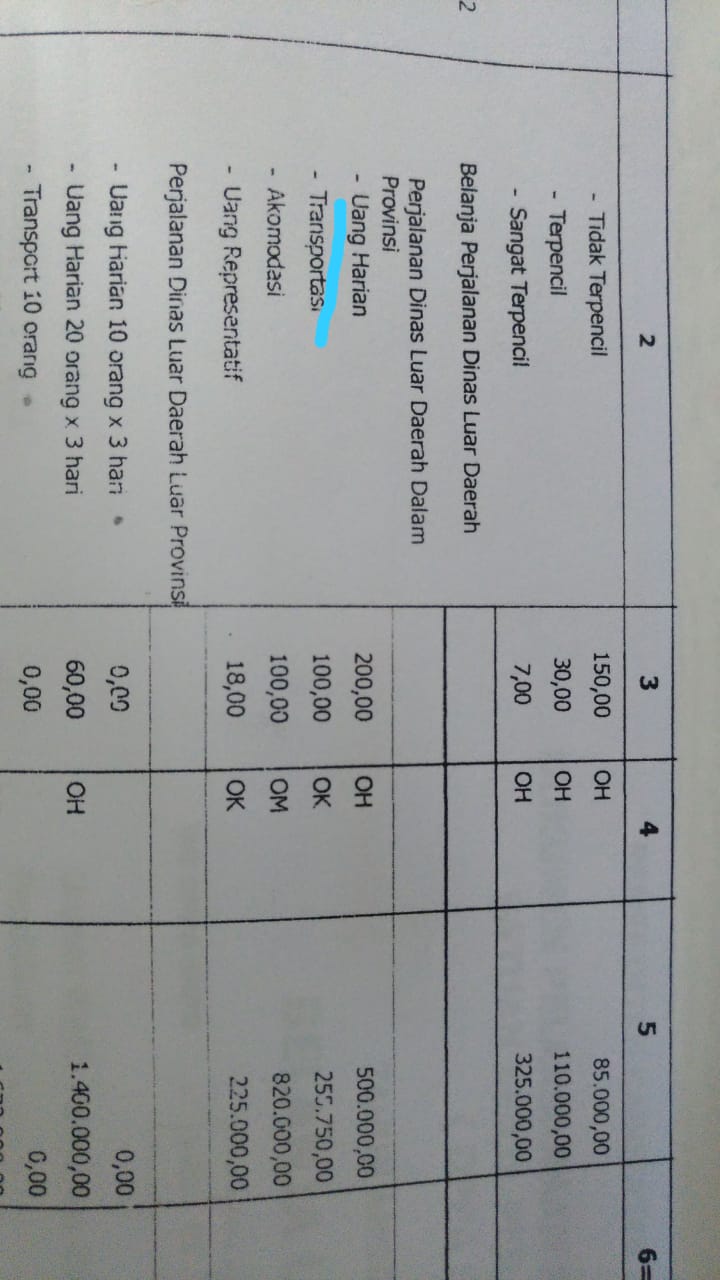 2 3 4 5 6=
- Tidak Terpencil 150,00 OH 85.000,00
- Terpencil 30,00 OH 110.000,00
- Sangat Terpencil 7,00 OH 325.000,00
2 Belanja Perjalanan Dinas Luar Daerah
Perjalanan Dinas Luar Daerah Dalam
Provinsi
- Uang Harian 200,00 OH 500.000,00
- Transportasi 100,00 OK 255.750,00
- Akomodasi 100,00 OM 820.000,00
- Uang Representatif 18,00 OK 225.000,00
Perjalanan Dinas Luar Daerah Luar Provinsi
- Uang Harian 10 orang x 3 hari 0,00 0,00
- Uang Harian 20 orang x 3 hari 60,00 OH 1.400.000,00
- Transport 10 orang 0,00 0,00